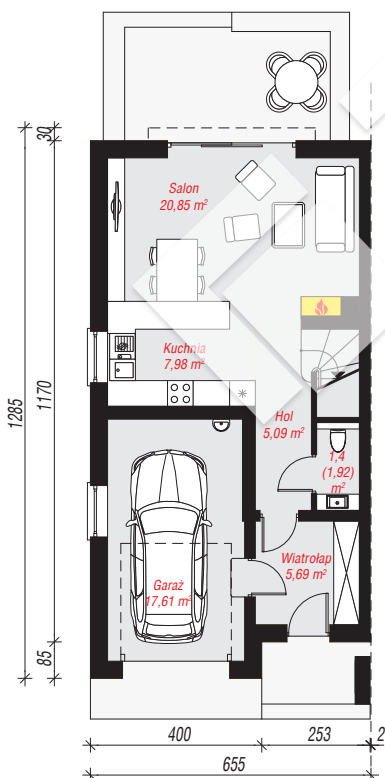 30
Salon
20,85 m²
1285
1170
Kuchnia
7,98 m²
Hol
5,09 m²
1,4
(1,92)
m²
Wiatrołap
5,69 m²
Garaż
17,61 m²
85
400
253
2
655